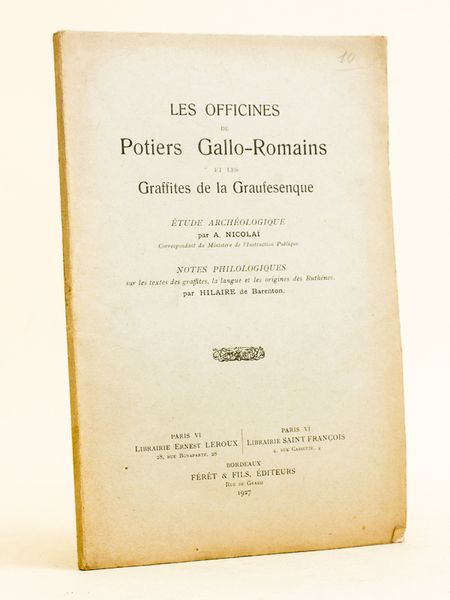 10
LES OFFICINES
DE
Potiers Gallo-Romains
ET LES
Graffites de la Graufesenque
ÉTUDE ARCHÉOLOGIQUE
par A. NICOLAÏ
Correspondant du Ministère de l'Instruction Publique
NOTES PHILOLOGIQUES
sur les textes des graffites, la langue et les origines des Ruthènes.
par HILAIRE de Barenton.
PARIS VI
LIBRAIRIE ERNEST LEROUX
28, RUE BONAPARTE, 28
PARIS VI
LIBRAIRIE SAINT FRANÇOIS
4, RUE CASSETTE, 4
BORDEAUX
FÉRET & FILS, ÉDITEURS
RUE DE GRASSI
1927